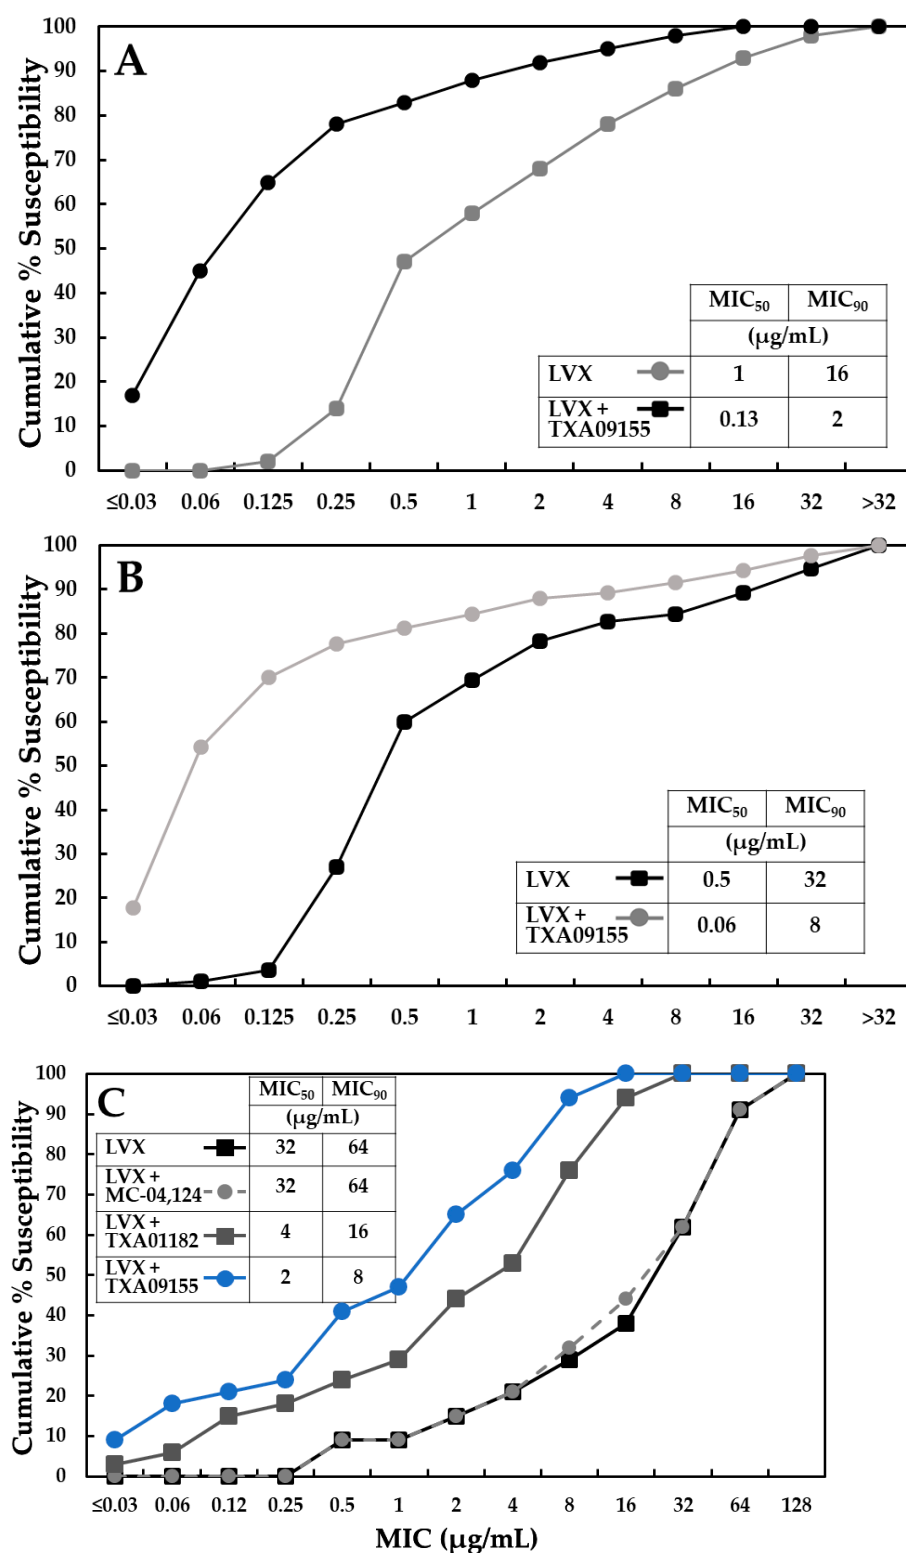 A
Cumulative % Susceptibility
100
90
80
70
60
50
40
30
20
10
0
MIC50 MIC90
(µg/mL)
LVX 1 16
LVX +
TXA09155 0.13 2
≤0.03 0.06 0.125 0.25 0.5 1 2 4 8 16 32 >32
B
Cumulative % Susceptibility
100
90
80
70
60
50
40
30
20
10
0
MIC50 MIC90
(µg/mL)
LVX 0.5 32
LVX +
TXA09155 0.06 8
≤0.03 0.06 0.125 0.25 0.5 1 2 4 8 16 32 >32
C
Cumulative % Susceptibility
100
90
80
70
60
50
40
30
20
10
0
MIC50 MIC90
(µg/mL)
LVX 32 64
LVX +
MC-04,124 32 64
LVX +
TXA01182 4 16
LVX +
TXA09155 2 8
≤0.03 0.06 0.12 0.25 0.5 1 2 4 8 16 32 64 128
MIC (µg/mL)